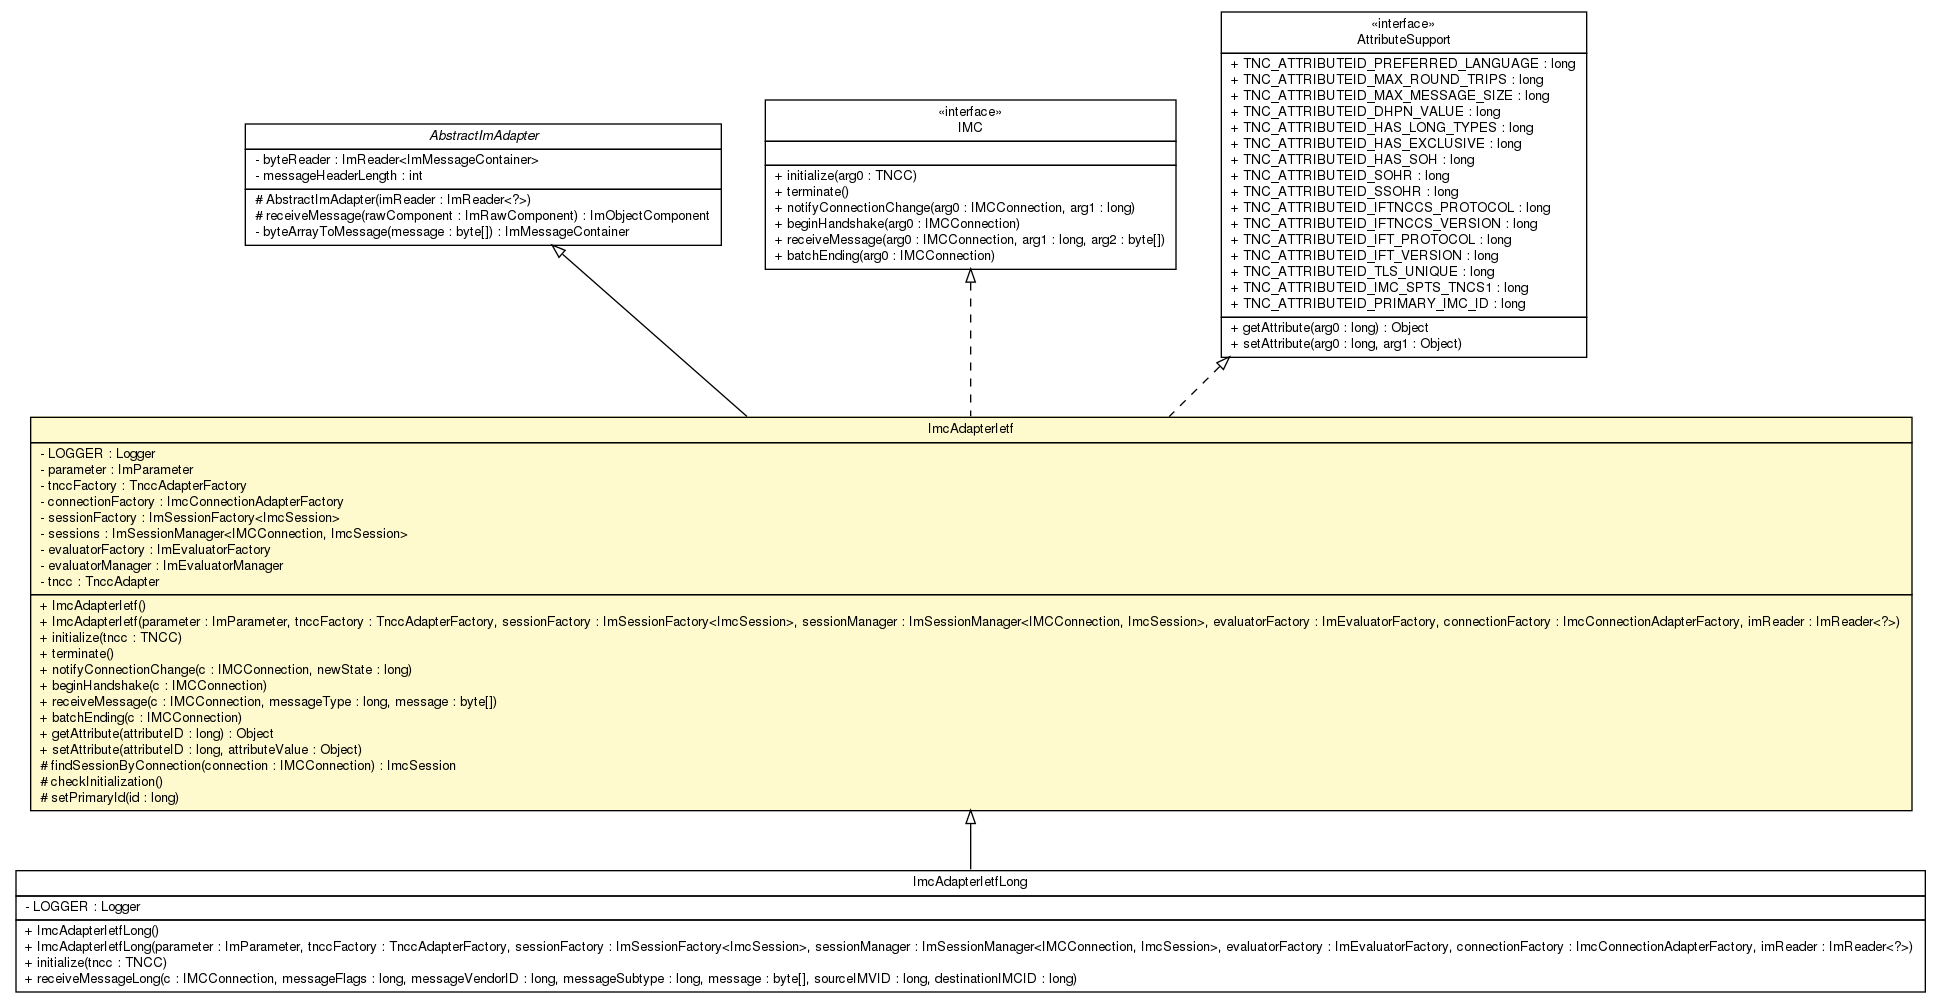 «interface»
AttributeSupport
+ TNC_ATTRIBUTEID_PREFERRED_LANGUAGE : long
+ TNC_ATTRIBUTEID_MAX_ROUND_TRIPS : long
+ TNC_ATTRIBUTEID_MAX_MESSAGE_SIZE : long
+ TNC_ATTRIBUTEID_DHPN_VALUE : long
+ TNC_ATTRIBUTEID_HAS_LONG_TYPES : long
+ TNC_ATTRIBUTEID_HAS_EXCLUSIVE : long
+ TNC_ATTRIBUTEID_HAS_SOH : long
+ TNC_ATTRIBUTEID_SOHR : long
+ TNC_ATTRIBUTEID_SSOHR : long
+ TNC_ATTRIBUTEID_IFTNCCS_PROTOCOL : long
+ TNC_ATTRIBUTEID_IFTNCCS_VERSION : long
+ TNC_ATTRIBUTEID_IFT_PROTOCOL : long
+ TNC_ATTRIBUTEID_IFT_VERSION : long
+ TNC_ATTRIBUTEID_TLS_UNIQUE : long
+ TNC_ATTRIBUTEID_IMC_SPTS_TNCS1 : long
+ TNC_ATTRIBUTEID_PRIMARY_IMC_ID : long
+ getAttribute(arg0 : long) : Object
+ setAttribute(arg0 : long, arg1 : Object)
«interface»
IMC
+ initialize(arg0 : TNCC)
+ terminate()
+ notifyConnectionChange(arg0 : IMCConnection, arg1 : long)
+ beginHandshake(arg0 : IMCConnection)
+ receiveMessage(arg0 : IMCConnection, arg1 : long, arg2 : byte[])
+ batchEnding(arg0 : IMCConnection)
AbstractImAdapter
- byteReader : ImReader<ImMessageContainer>
- messageHeaderLength : int
# AbstractImAdapter(imReader : ImReader<?>)
# receiveMessage(rawComponent : ImRawComponent) : ImObjectComponent
- byteArrayToMessage(message : byte[]) : ImMessageContainer
ImcAdapterIetf
- LOGGER : Logger
- parameter : ImParameter
- tnccFactory : TnccAdapterFactory
- connectionFactory : ImcConnectionAdapterFactory
- sessionFactory : ImSessionFactory<ImcSession>
- sessions : ImSessionManager<IMCConnection, ImcSession>
- evaluatorFactory : ImEvaluatorFactory
- evaluatorManager : ImEvaluatorManager
- tncc : TnccAdapter
+ ImcAdapterIetf()
+ ImcAdapterIetf(parameter : ImParameter, tnccFactory : TnccAdapterFactory, sessionFactory : ImSessionFactory<ImcSession>, sessionManager : ImSessionManager<IMCConnection, ImcSession>, evaluatorFactory : ImEvaluatorFactory, connectionFactory : ImcConnectionAdapterFactory, imReader : ImReader<?>)
+ initialize(tncc : TNCC)
+ terminate()
+ notifyConnectionChange(c : IMCConnection, newState : long)
+ beginHandshake(c : IMCConnection)
+ receiveMessage(c : IMCConnection, messageType : long, message : byte[])
+ batchEnding(c : IMCConnection)
+ getAttribute(attributeID : long) : Object
+ setAttribute(attributeID : long, attributeValue : Object)
# findSessionByConnection(connection : IMCConnection) : ImcSession
# checkInitialization()
# setPrimaryId(id : long)
ImcAdapterIetfLong
- LOGGER : Logger
+ ImcAdapterIetfLong()
+ ImcAdapterIetfLong(parameter : ImParameter, tnccFactory : TnccAdapterFactory, sessionFactory : ImSessionFactory<ImcSession>, sessionManager : ImSessionManager<IMCConnection, ImcSession>, evaluatorFactory : ImEvaluatorFactory, connectionFactory : ImcConnectionAdapterFactory, imReader : ImReader<?>)
+ initialize(tncc : TNCC)
+ receiveMessageLong(c : IMCConnection, messageFlags : long, messageVendorID : long, messageSubtype : long, message : byte[], sourceIMVID : long, destinationIMCID : long)